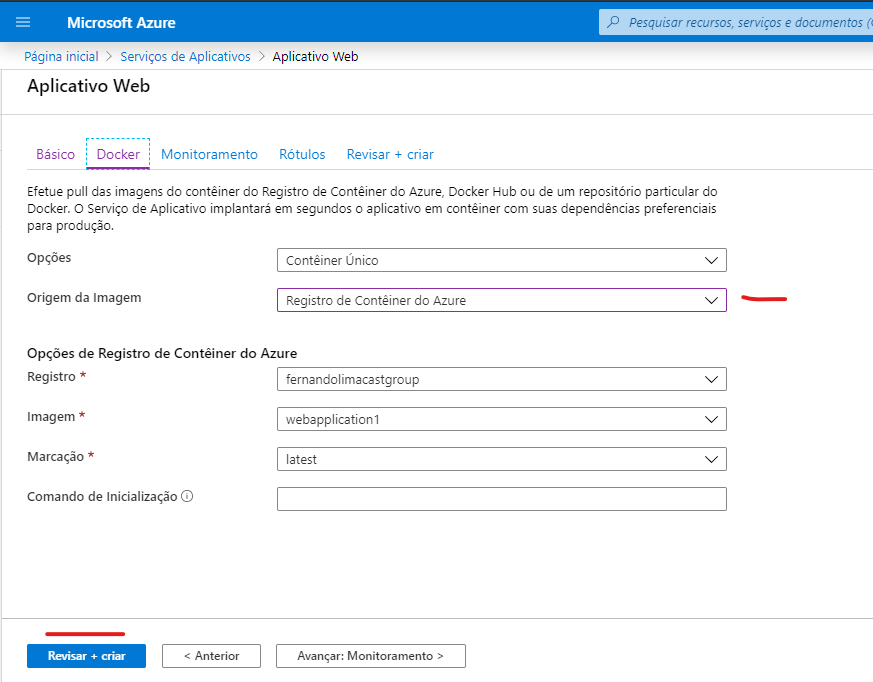 Microsoft Azure
Pesquisar recursos, serviços e documentos (
Página inicial > Serviços de Aplicativos > Aplicativo Web
Aplicativo Web
Básico Docker Monitoramento Rótulos Revisar + criar
Efetue pull das imagens do contêiner do Registro de Contêiner do Azure, Docker Hub ou de um repositório particular do
Docker. O Serviço de Aplicativo implantará em segundos o aplicativo em contêiner com suas dependências preferenciais
para produção.
Opções Contêiner Único
Origem da Imagem Registro de Contêiner do Azure
Opções de Registro de Contêiner do Azure
Registro * fernandolimacastgroup
Imagem * webapplication1
Marcação * latest
Comando de Inicialização
Revisar + criar < Anterior Avançar: Monitoramento >